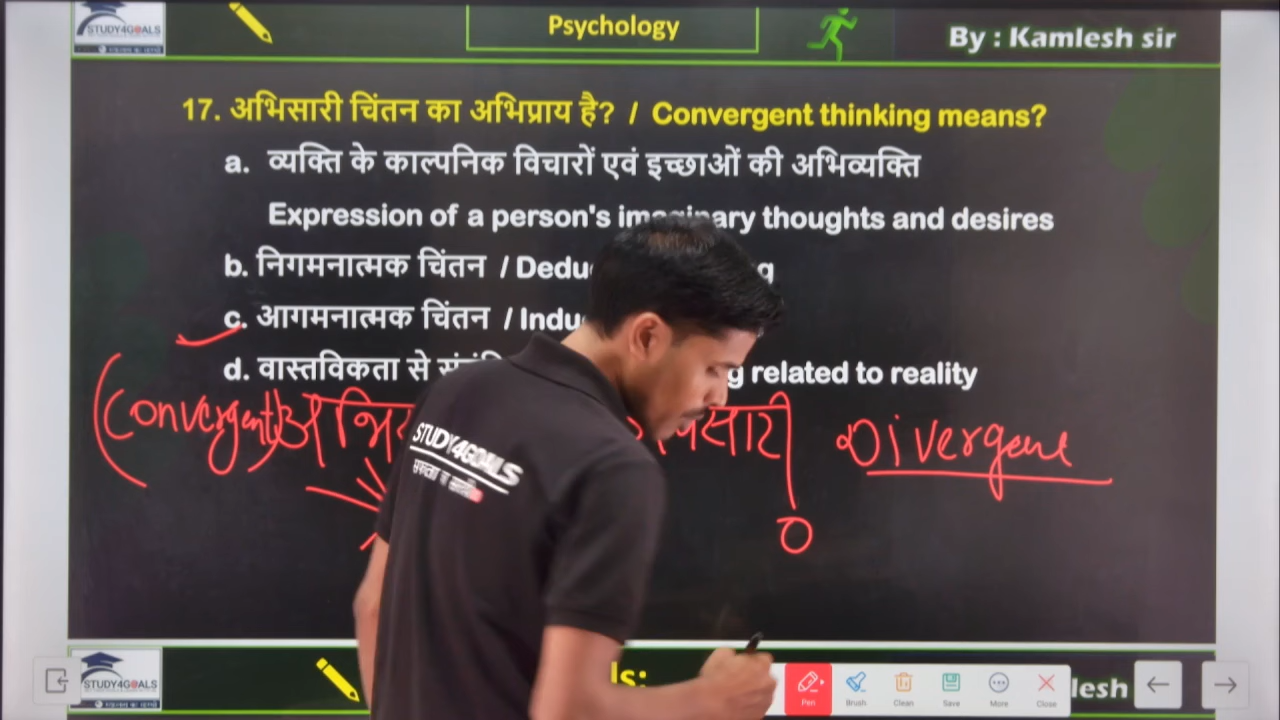 STUDY4GOALS
Psychology
By : Kamlesh sir
17. अभिसारी चिंतन का अभिप्राय है? / Convergent thinking means?
a. व्यक्ति के काल्पनिक विचारों एवं इच्छाओं की अभिव्यक्ति
Expression of a person's imaginary thoughts and desires
b. निगमनात्मक चिंतन / Dedu
c. आगमनात्मक चिंतन / Indu
d. वास्तविकता से related to reality
(Convergent) Divergent
STUDY4GOALS
STUDY4GOALS
ls:
Pen Brush Clean Save More Close
lesh